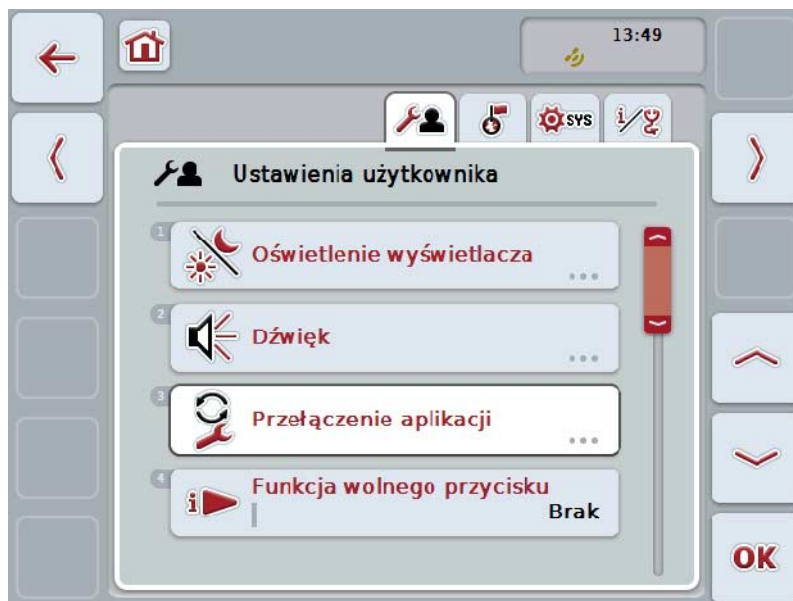 13:49
SYS
i/
Ustawienia użytkownika
1
Oświetlenie wyświetlacza
...
2
Dźwięk
...
3
Przełączenie aplikacji
...
4
i
Funkcja wolnego przycisku
Brak
OK